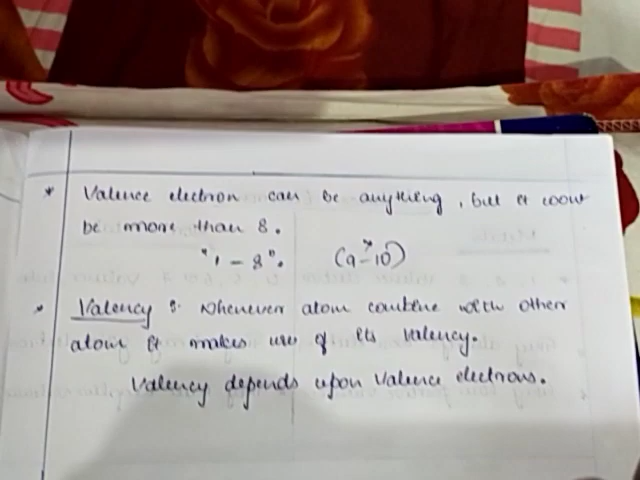 * Valence electron can be anything, but it wont
be more than 8.
"1 - 8". (9-10)
* Valency :- Whenever atom combine with other
atom it makes use of its valency.
Valency depends upon valence electrons.